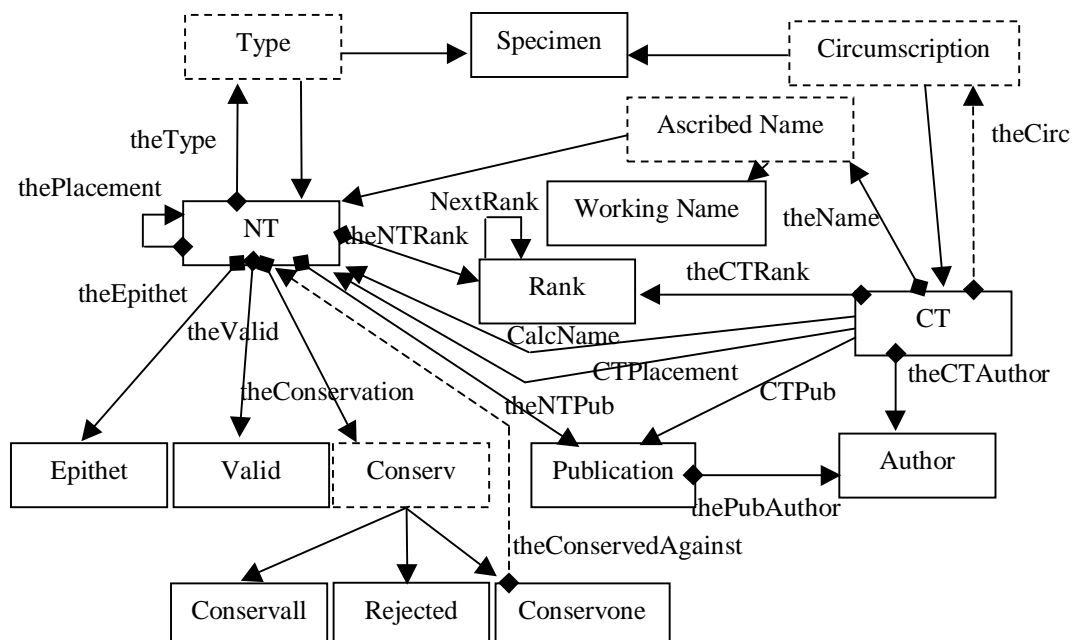 Type
Specimen
Circumscription
Ascribed Name
theType
theCirc
thePlacement
NextRank
Working Name
theName
NT
theNTRank
theCTRank
Rank
theEpithet
CT
theValid
CalcName
CTPlacement
theCTAuthor
theConservation
theNTPub
CTPub
Epithet
Valid
Conserv
Publication
Author
thePubAuthor
theConservedAgainst
Conservall
Rejected
Conservone